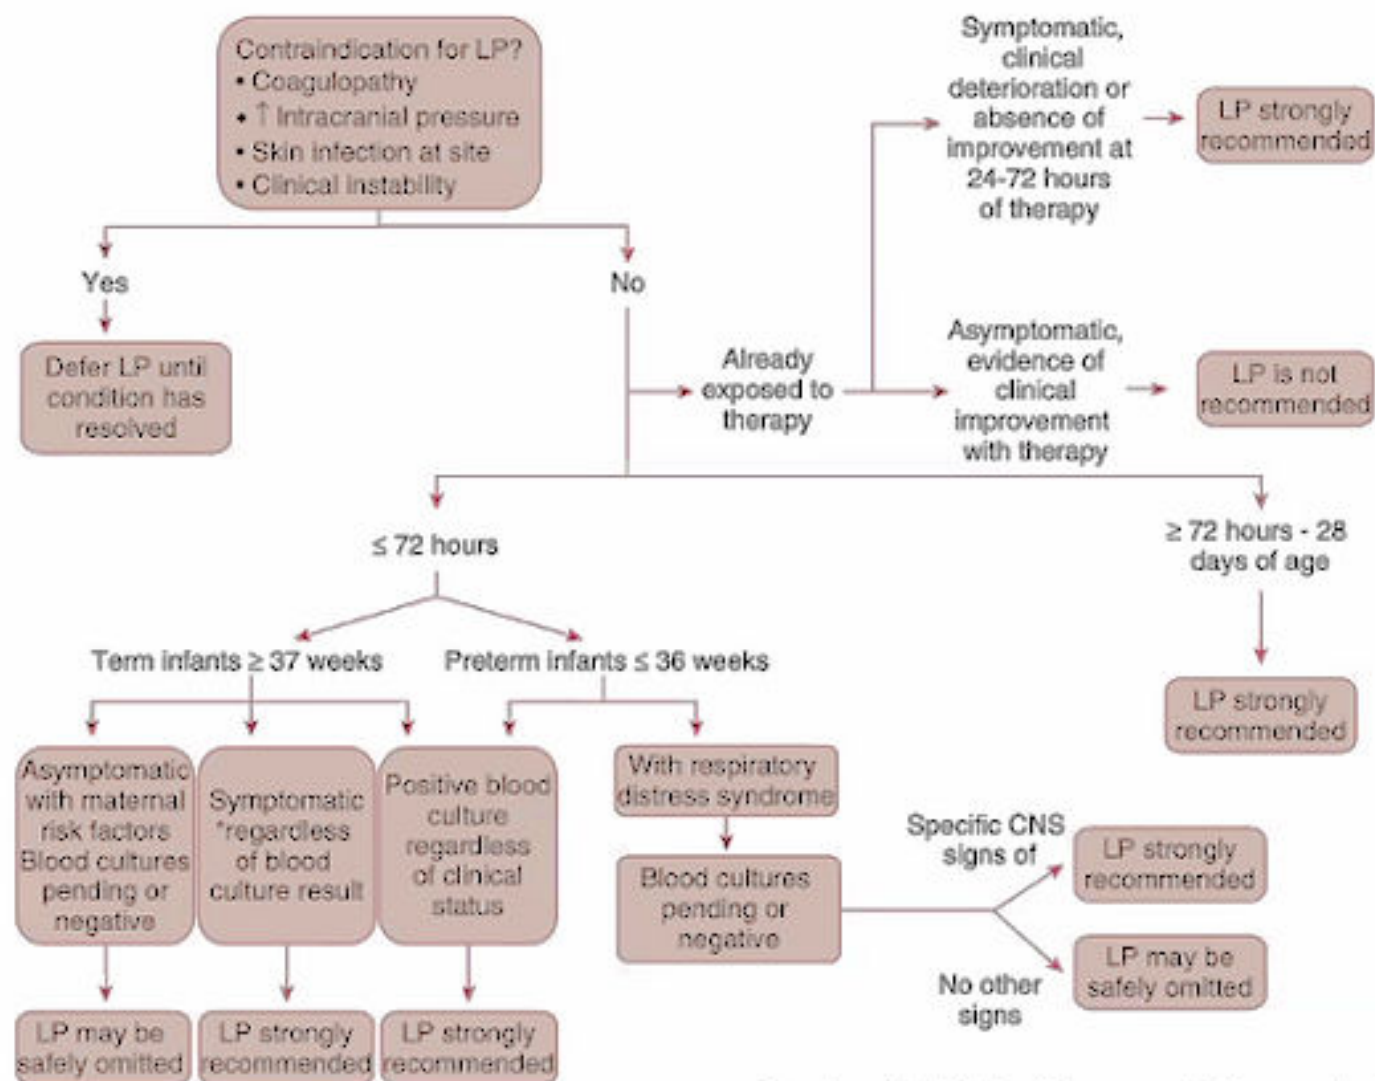 Contraindication for LP?
• Coagulopathy
• ↑ Intracranial pressure
• Skin infection at site
• Clinical instability
Yes
No
Defer LP until
condition has
resolved
Already
exposed to
therapy
Symptomatic,
clinical
deterioration or
absence of
improvement at
24-72 hours
of therapy
LP strongly
recommended
Asymptomatic,
evidence of
clinical
improvement
with therapy
LP is not
recommended
≤ 72 hours
≥ 72 hours - 28
days of age
LP strongly
recommended
Term infants ≥ 37 weeks
Preterm infants ≤ 36 weeks
Asymptomatic
with maternal
risk factors
Blood cultures
pending or
negative
Symptomatic
*regardless
of blood
culture result
Positive blood
culture
regardless
of clinical
status
With respiratory
distress syndrome
Blood cultures
pending or
negative
Specific CNS
signs of
LP strongly
recommended
No other
signs
LP may be
safely omitted
LP may be
safely omitted
LP strongly
recommended
LP strongly
recommended